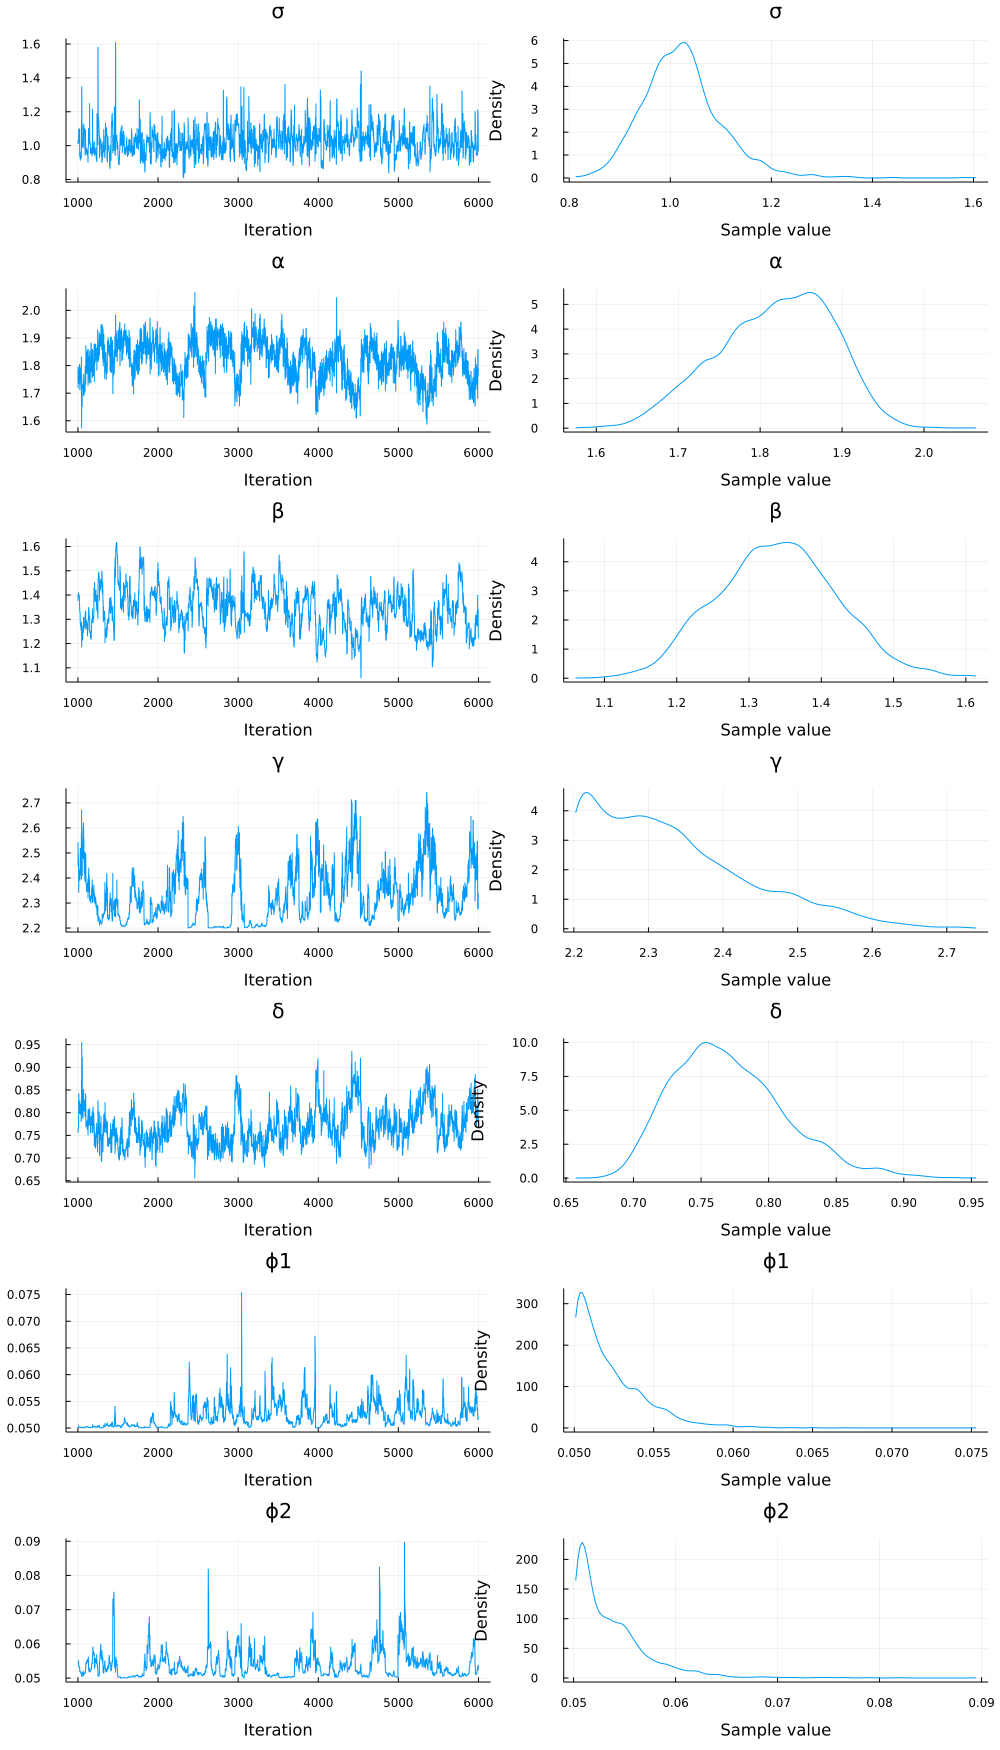 σ
σ
1.6
1.4
1.2
1.0
0.8
1000 2000 3000 4000 5000 6000
Iteration
Density
6
5
4
3
2
1
0
0.8 1.0 1.2 1.4 1.6
Sample value
α
α
2.0
1.9
1.8
1.7
1.6
1000 2000 3000 4000 5000 6000
Iteration
Density
5
4
3
2
1
0
1.6 1.7 1.8 1.9 2.0
Sample value
β
β
1.6
1.5
1.4
1.3
1.2
1.1
1000 2000 3000 4000 5000 6000
Iteration
Density
4
3
2
1
0
1.1 1.2 1.3 1.4 1.5 1.6
Sample value
γ
γ
2.7
2.6
2.5
2.4
2.3
2.2
1000 2000 3000 4000 5000 6000
Iteration
Density
4
3
2
1
0
2.2 2.3 2.4 2.5 2.6 2.7
Sample value
δ
δ
0.95
0.90
0.85
0.80
0.75
0.70
0.65
1000 2000 3000 4000 5000 6000
Iteration
Density
10.0
7.5
5.0
2.5
0.0
0.65 0.70 0.75 0.80 0.85 0.90 0.95
Sample value
ϕ1
ϕ1
0.075
0.070
0.065
0.060
0.055
0.050
1000 2000 3000 4000 5000 6000
Iteration
Density
300
200
100
0
0.050 0.055 0.060 0.065 0.070 0.075
Sample value
ϕ2
ϕ2
0.09
0.08
0.07
0.06
0.05
1000 2000 3000 4000 5000 6000
Iteration
Density
200
150
100
50
0
0.05 0.06 0.07 0.08 0.09
Sample value